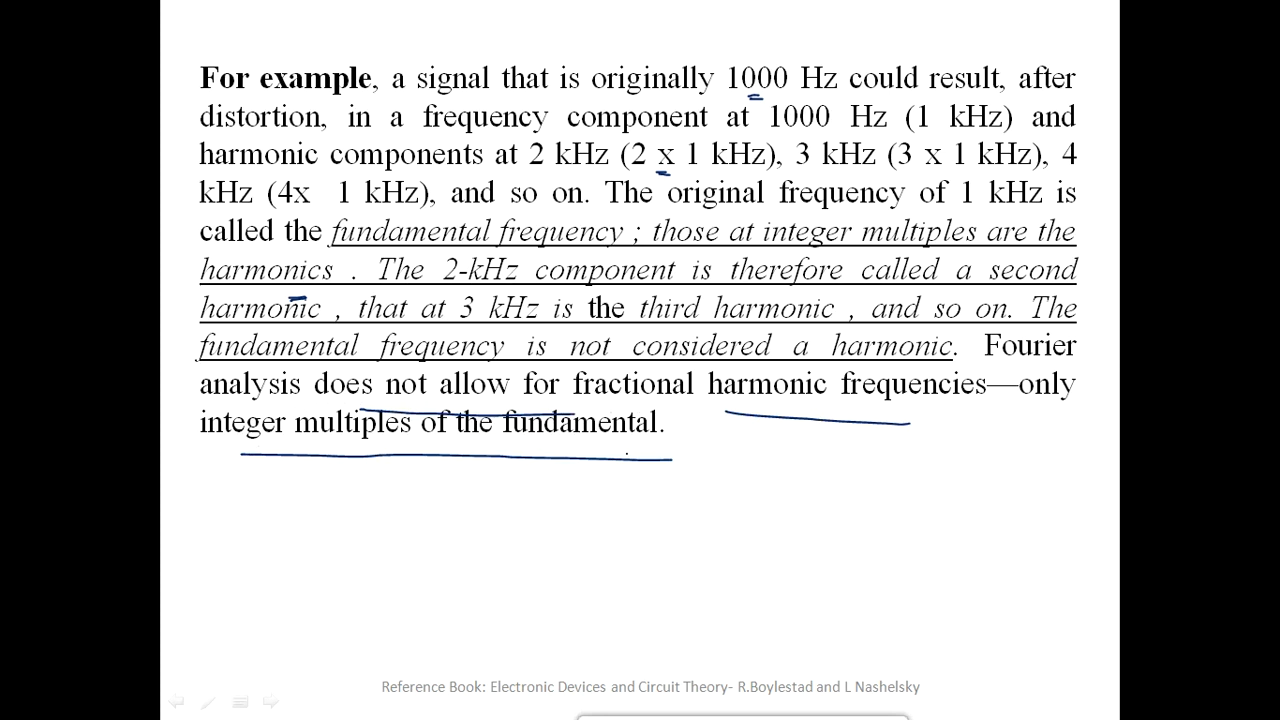 For example, a signal that is originally 1000 Hz could result, after
distortion, in a frequency component at 1000 Hz (1 kHz) and
harmonic components at 2 kHz (2 x 1 kHz), 3 kHz (3 x 1 kHz), 4
kHz (4x 1 kHz), and so on. The original frequency of 1 kHz is
called the fundamental frequency ; those at integer multiples are the
harmonics . The 2-kHz component is therefore called a second
harmonic , that at 3 kHz is the third harmonic , and so on. The
fundamental frequency is not considered a harmonic. Fourier
analysis does not allow for fractional harmonic frequencies—only
integer multiples of the fundamental.
Reference Book: Electronic Devices and Circuit Theory- R.Boylestad and L Nashelsky